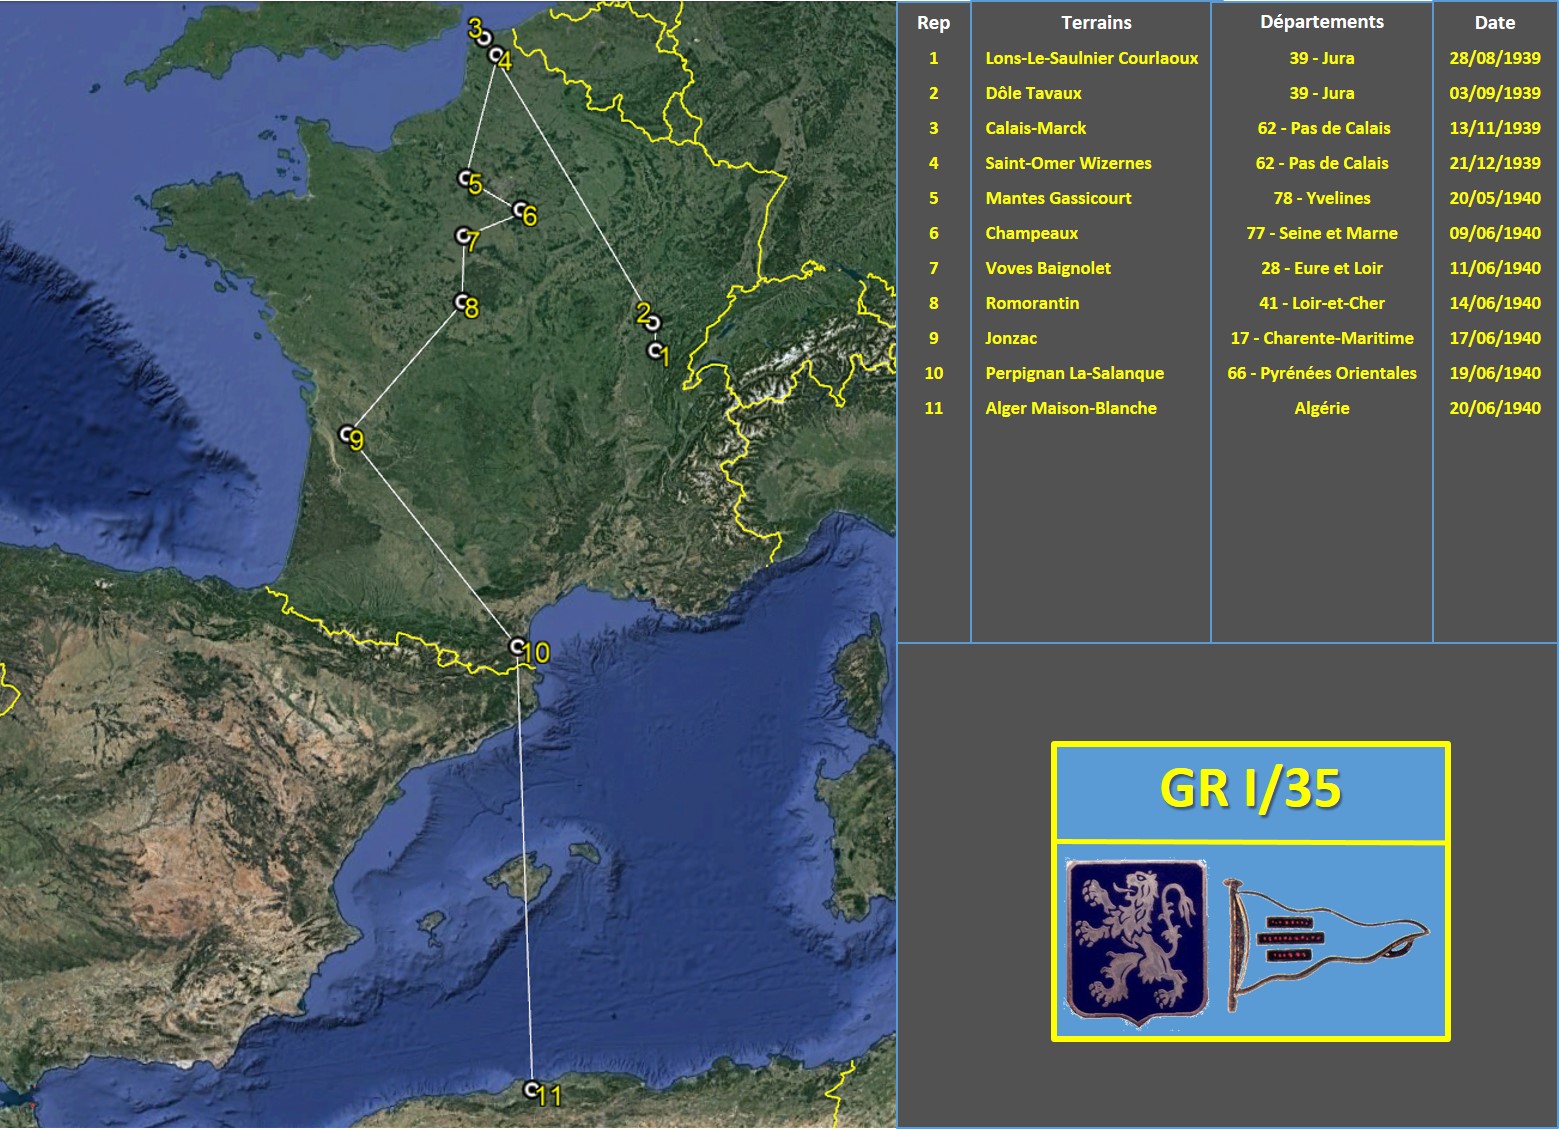 Rep Terrains Départements Date
1 Lons-Le-Saulnier Courlaoux 39 - Jura 28/08/1939
2 Dôle Tavaux 39 - Jura 03/09/1939
3 Calais-Marck 62 - Pas de Calais 13/11/1939
4 Saint-Omer Wizernes 62 - Pas de Calais 21/12/1939
5 Mantes Gassicourt 78 - Yvelines 20/05/1940
6 Champeaux 77 - Seine et Marne 09/06/1940
7 Voves Baignolet 28 - Eure et Loir 11/06/1940
8 Romorantin 41 - Loir-et-Cher 14/06/1940
9 Jonzac 17 - Charente-Maritime 17/06/1940
10 Perpignan La-Salanque 66 - Pyrénées Orientales 19/06/1940
11 Alger Maison-Blanche Algérie 20/06/1940
3
4
5
6
7
8
2
1
9
10
11
GR I/35